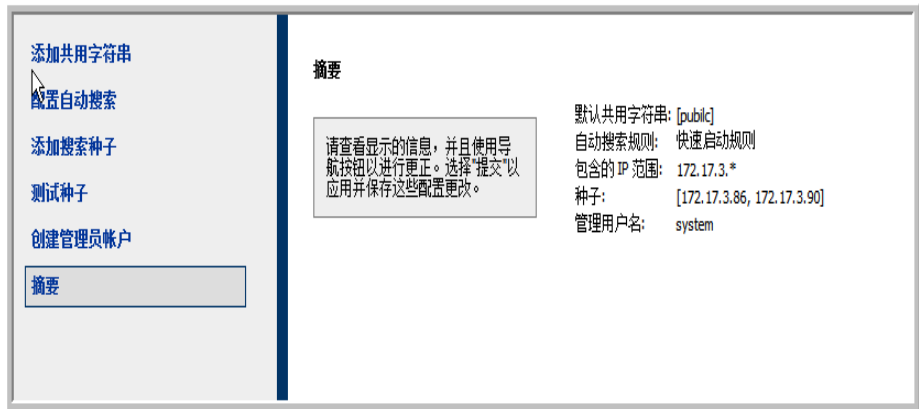 添加共用字符串
配置自动搜索
添加搜索种子
测试种子
创建管理员帐户
摘要
摘要
请查看显示的信息，并且使用导
航按钮以进行更正。选择"提交"以
应用并保存这些配置更改。
默认共用字符串: [pubilc]
自动搜索规则: 快速启动规则
包含的 IP 范围: 172.17.3.*
种子: [172.17.3.86, 172.17.3.90]
管理用户名: system